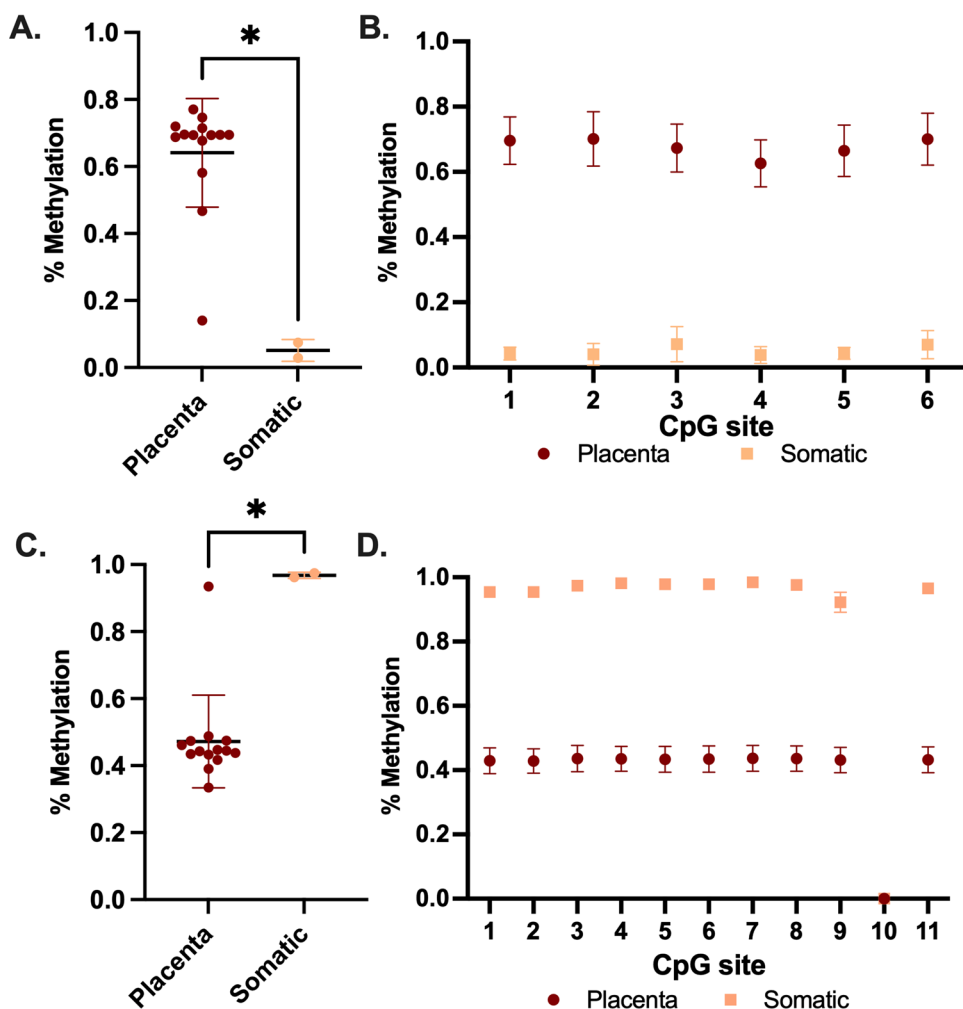 A.
B.
*
1.0
0.8
0.6
0.4
0.2
0.0
% Methylation
Placenta
Somatic
1.0
0.8
0.6
0.4
0.2
0.0
% Methylation
1 2 3 4 5 6
CpG site
Placenta Somatic
C.
D.
*
1.0
0.8
0.6
0.4
0.2
0.0
% Methylation
Placenta
Somatic
1.0
0.8
0.6
0.4
0.2
0.0
% Methylation
1 2 3 4 5 6 7 8 9 10 11
CpG site
Placenta Somatic